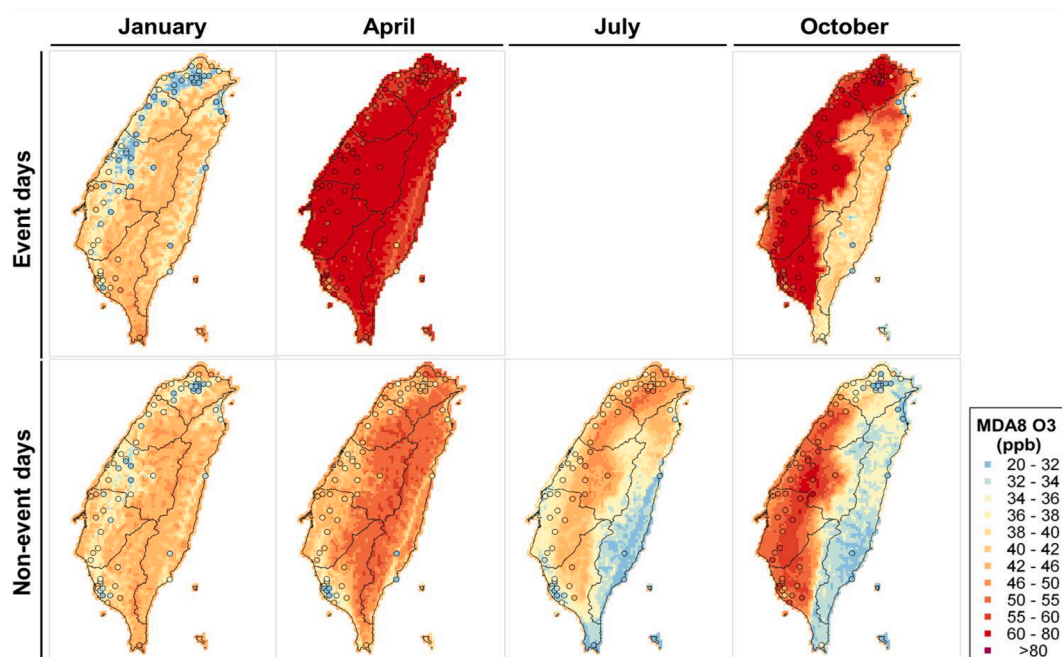 January
April
July
October
Event days
Non-event days
MDA8 O3
(ppb)
20 - 32
32 - 34
34 - 36
36 - 38
38 - 40
40 - 42
42 - 46
46 - 50
50 - 55
55 - 60
60 - 80
>80